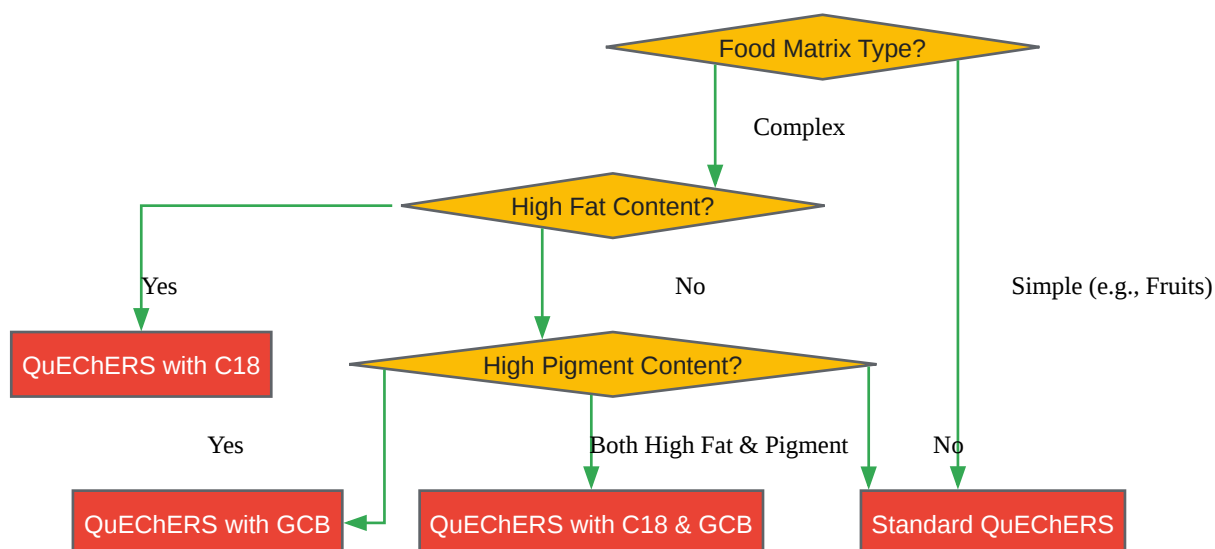 Food Matrix Type?
Complex
High Fat Content?
Yes
No
Simple (e.g., Fruits)
QuEChERS with C18
High Pigment Content?
Yes
Both High Fat & Pigment
No
QuEChERS with GCB
QuEChERS with C18 & GCB
Standard QuEChERS